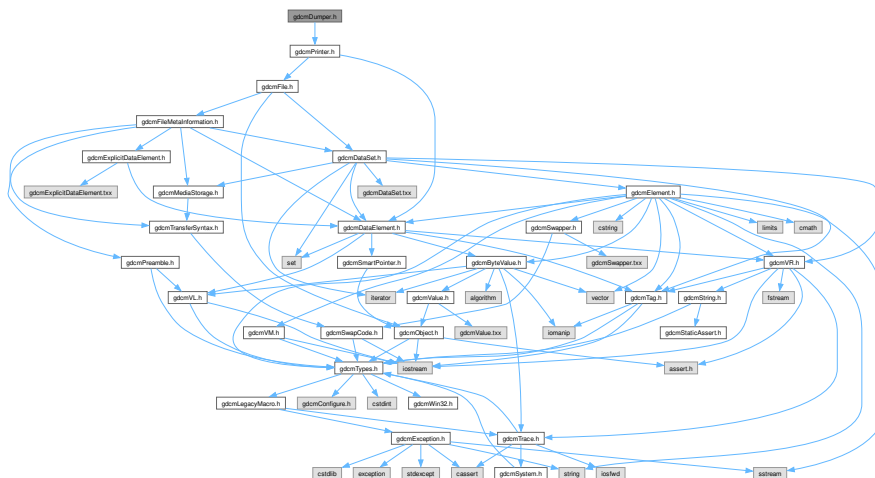 gdcmDumper.h
gdcmPrinter.h
gdcmFile.h
gdcmFileMetaInformation.h
gdcmExplicitDataElement.h
gdcmDataSet.h
gdcmExplicitDataElement.txx
gdcmMediaStorage.h
gdcmDataSet.txx
gdcmElement.h
gdcmTransferSyntax.h
gdcmDataElement.h
gdcmSwapper.h
cstring
limits
cmath
gdcmPreamble.h
set
gdcmSmartPointer.h
gdcmByteValue.h
gdcmSwapper.txx
gdcmVR.h
gdcmVL.h
iterator
gdcmValue.h
algorithm
vector
gdcmTag.h
gdcmString.h
fstream
gdcmVM.h
gdcmSwapCode.h
gdcmObject.h
gdcmValue.txx
iomanip
gdcmStaticAssert.h
gdcmTypes.h
iostream
assert.h
gdcmLegacyMacro.h
gdcmConfigure.h
cstdint
gdcmWin32.h
gdcmException.h
gdcmTrace.h
cstdlib
exception
stdexcept
cassert
gdcmSystem.h
string
iosfwd
sstream